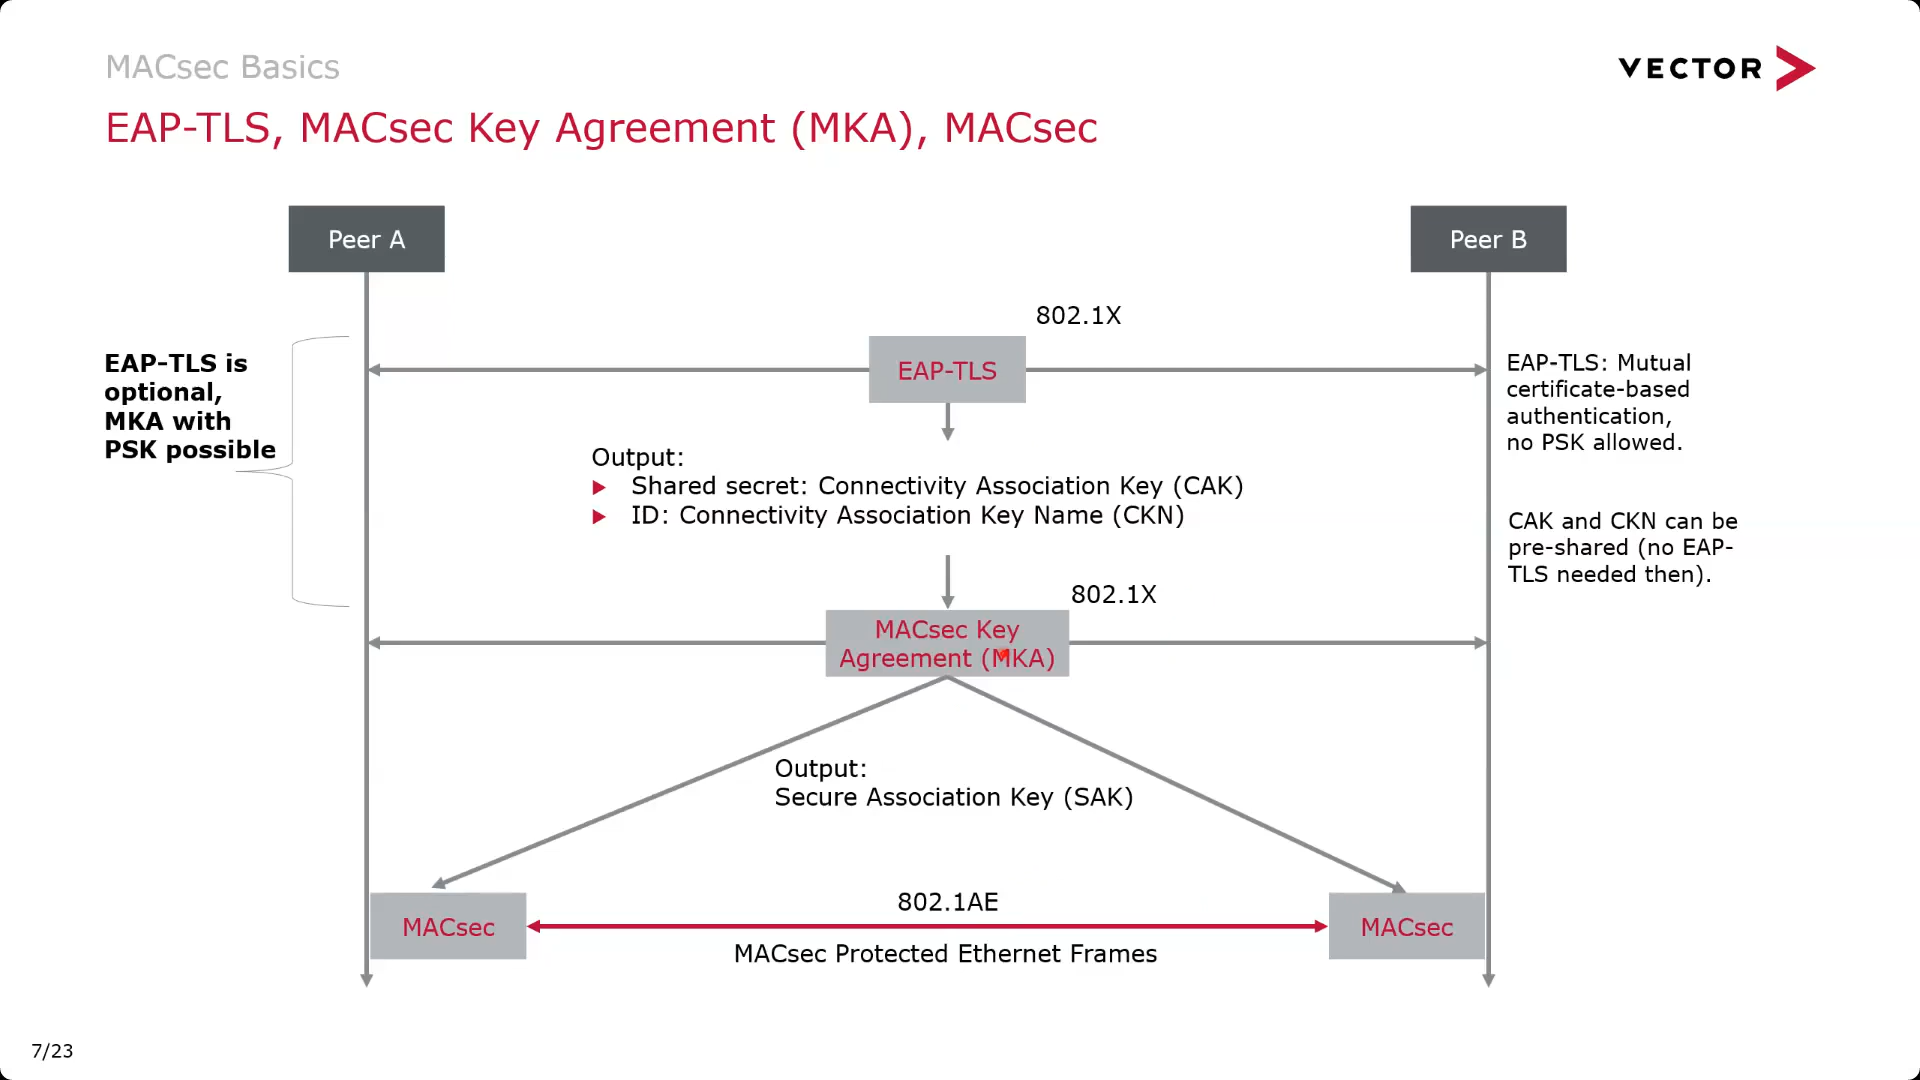 MACsec Basics
VECTOR
EAP-TLS, MACsec Key Agreement (MKA), MACsec
Peer A
Peer B
802.1X
EAP-TLS
EAP-TLS is
optional,
MKA with
PSK possible
EAP-TLS: Mutual
certificate-based
authentication,
no PSK allowed.
Output:
Shared secret: Connectivity Association Key (CAK)
ID: Connectivity Association Key Name (CKN)
CAK and CKN can be
pre-shared (no EAP-
TLS needed then).
802.1X
MACsec Key
Agreement (MKA)
Output:
Secure Association Key (SAK)
MACsec
802.1AE
MACsec
MACsec Protected Ethernet Frames
7/23